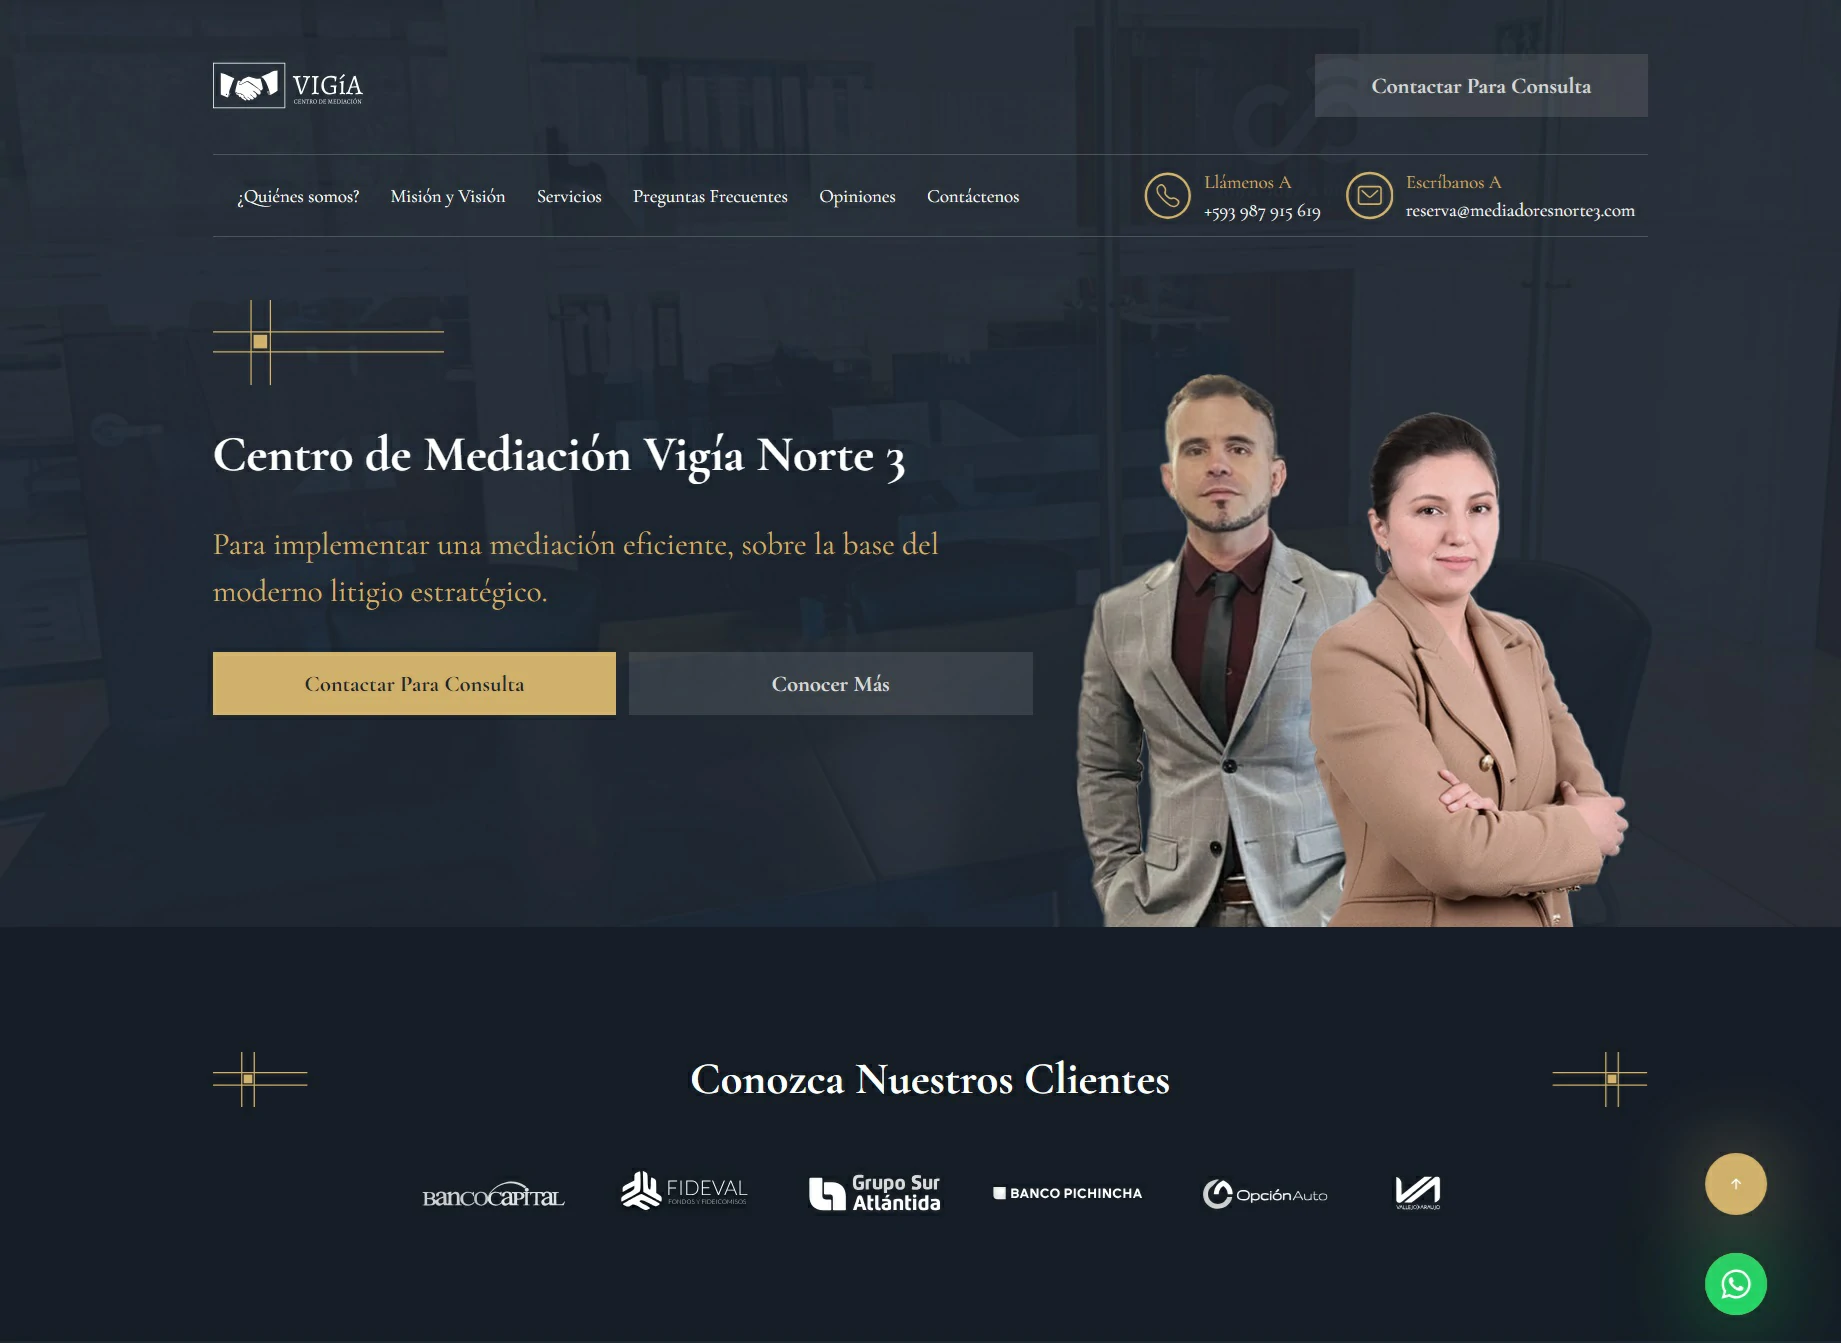 VIGÍA
CENTRO DE MEDIACIÓN
Contactar Para Consulta
¿Quiénes somos?
Misión y Visión
Servicios
Preguntas Frecuentes
Opiniones
Contáctenos
Llámenos A
+593 987 915 619
Escríbanos A
reserva@mediadoresnorte3.com
Centro de Mediación Vigía Norte 3
Para implementar una mediación eficiente, sobre la base del
moderno litigio estratégico.
Contactar Para Consulta
Conocer Más
Conozca Nuestros Clientes
BANCOCAPITAL
FIDEVAL
FONDOS Y FIDEICOMISOS
Grupo Sur
Atlántida
BANCO PICHINCHA
OpciónAuto
VALLEJO ARAUJO